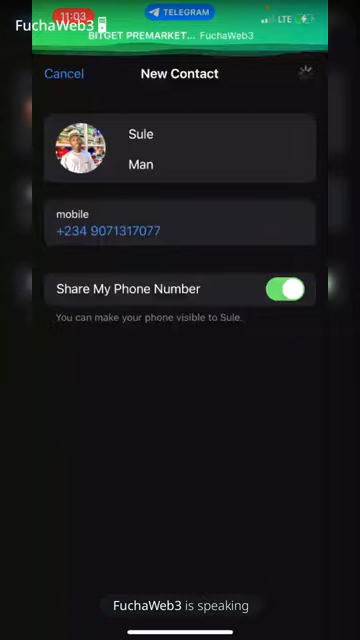 11:03
TELEGRAM
LTE
FuchaWeb3
BITGET PREMARKET... FuchaWeb3
Cancel
New Contact
Sule
Man
mobile
+234 9071317077
Share My Phone Number
You can make your phone visible to Sule.
FuchaWeb3 is speaking